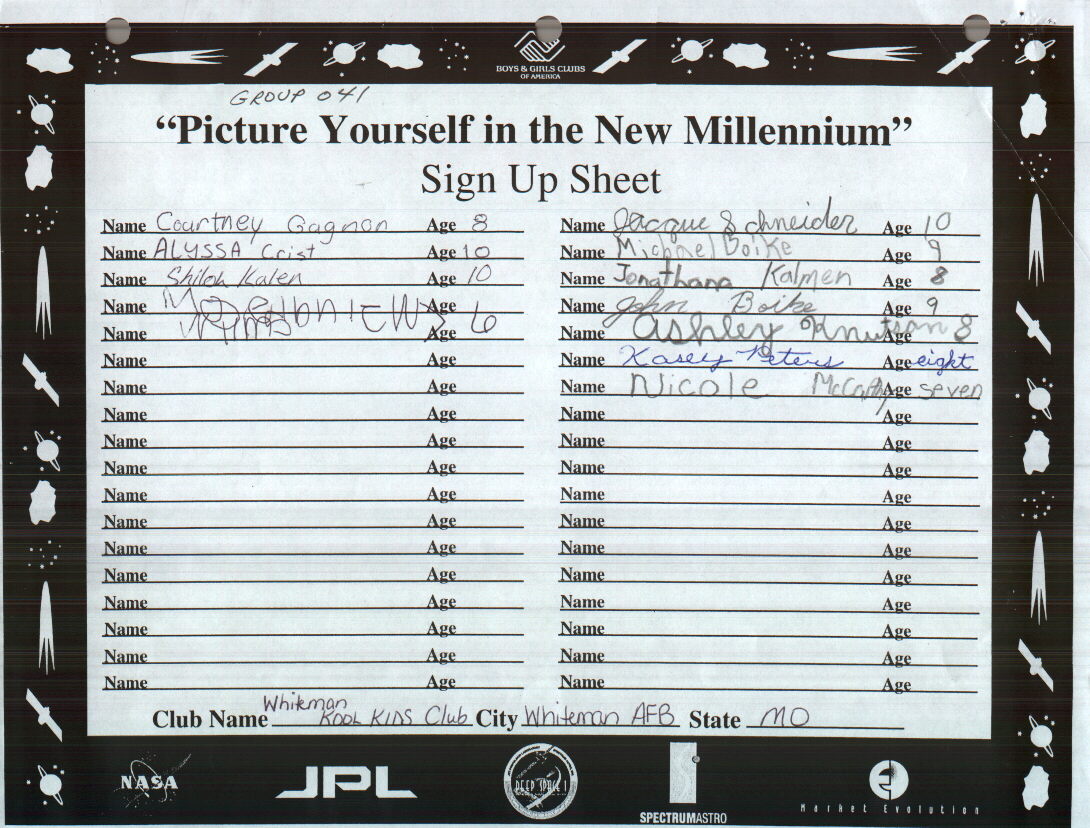 BOYS & GIRLS CLUBS
OF AMERICA
GROUP 041
“Picture Yourself in the New Millennium”
Sign Up Sheet
Name Courtney Gagnon Age 8
Name ALYSSA Crist Age 10
Name Shiloh Kalen Age 10
Name Age 6
Name Age
Name Age
Name Age
Name Age
Name Age
Name Age
Name Age
Name Age
Name Age
Name Age
Name Age
Name Age
Name Age
Name Age
Name Jacque Schneider Age 10
Name Michael Boike Age 9
Name Jonathann Kalmen Age 8
Name John Boike Age 9
Name Ashley Knutson Age 8
Name Kasey Peters Age eight
Name Nicole McCarthy Age seven
Name Age
Name Age
Name Age
Name Age
Name Age
Name Age
Name Age
Name Age
Name Age
Name Age
Name Age
Club Name Whiteman KOOL KIDS Club City Whiteman AFB State MO
NASA
JPL
DEEP SPACE 1
SPECTRUMASTRO
Market Evolution